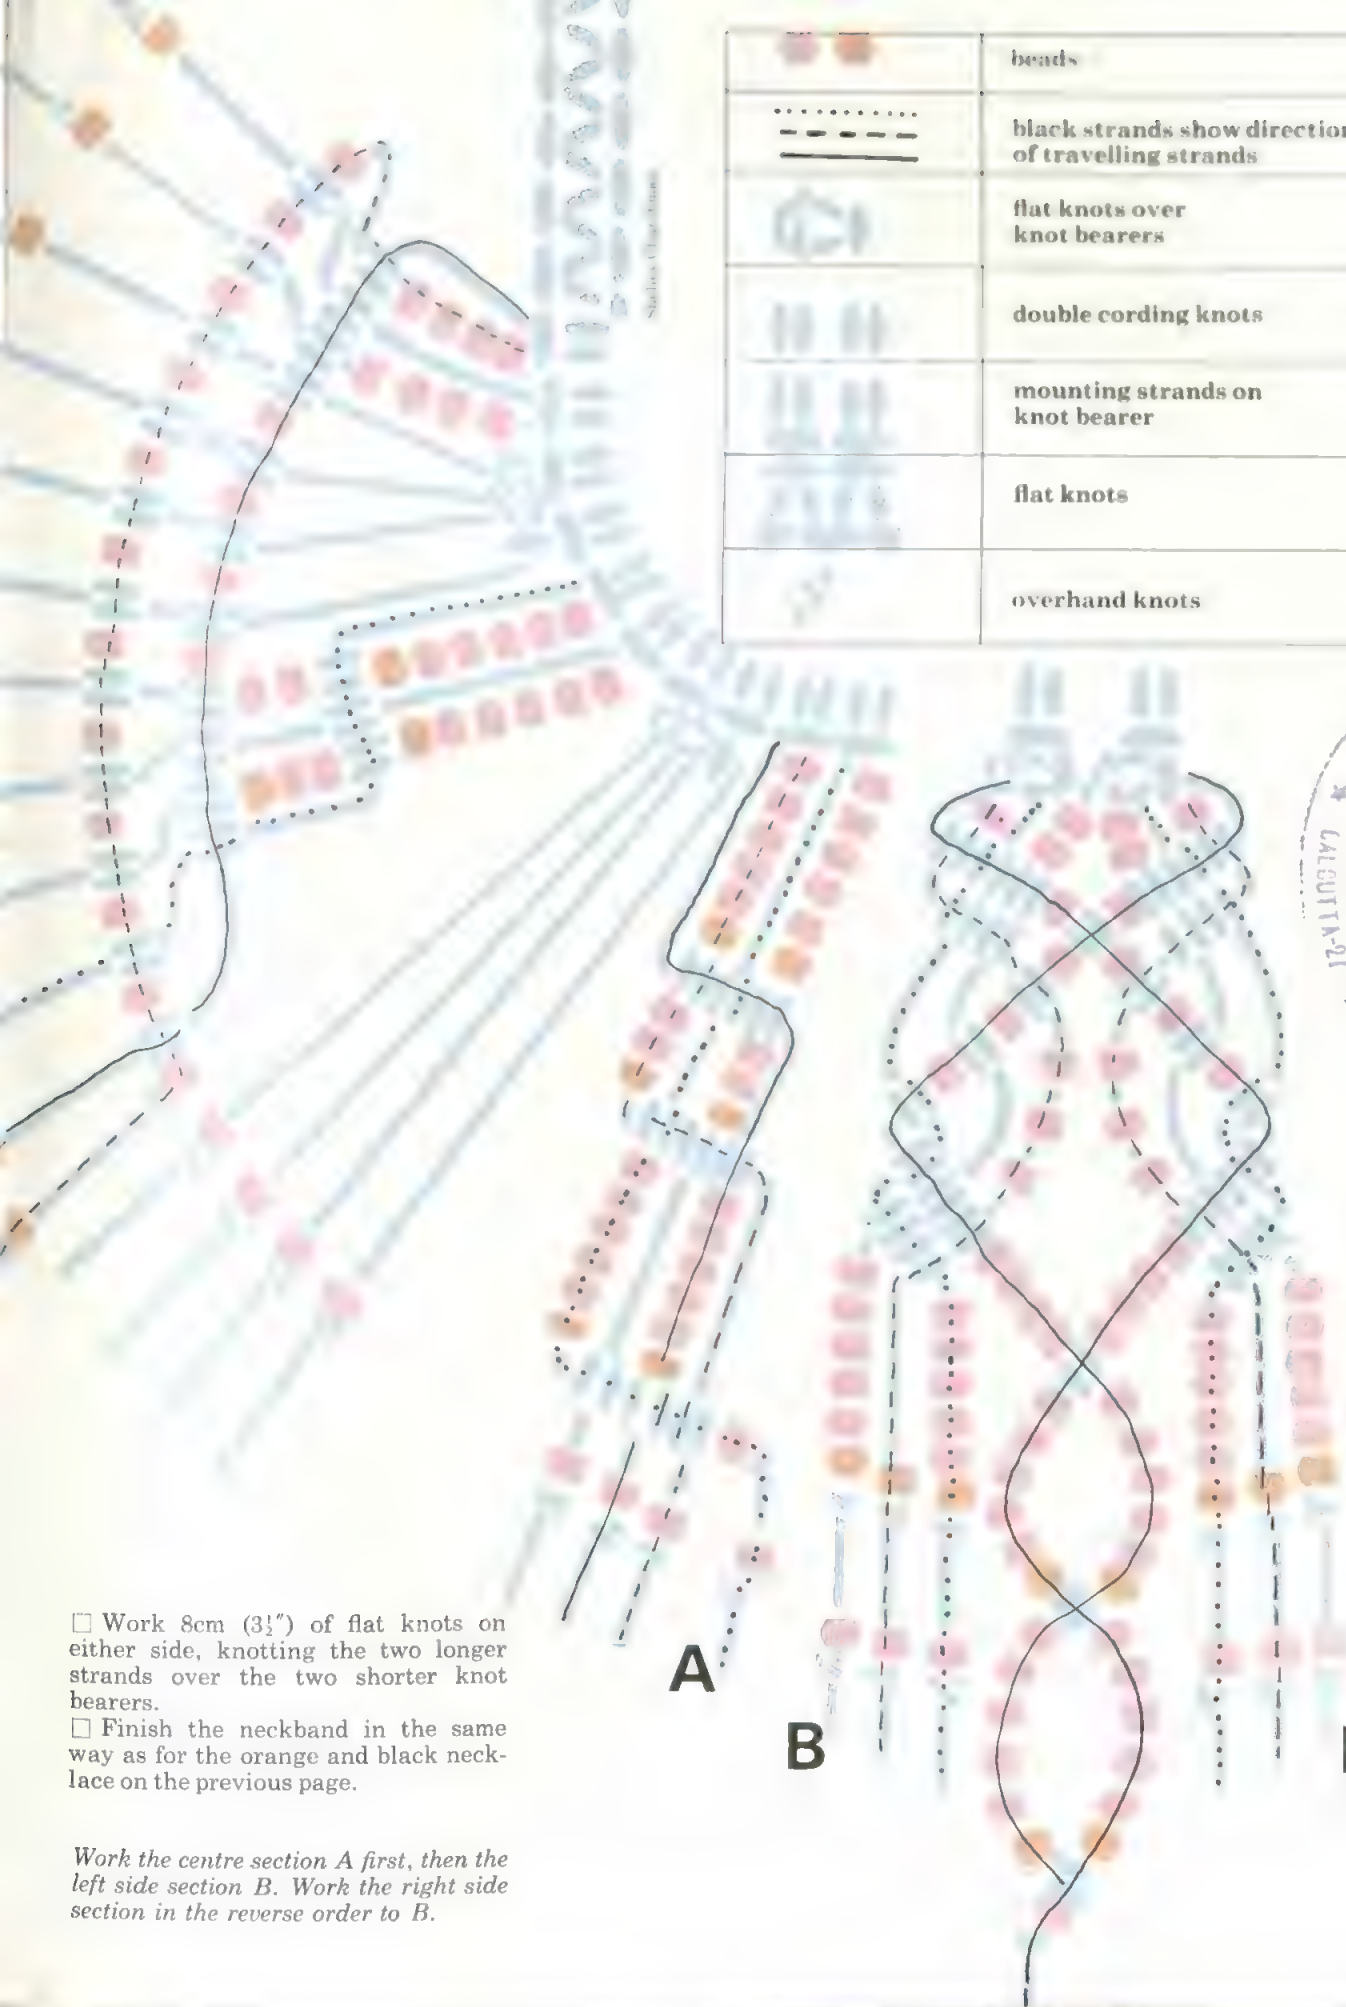 beads
black strands show direction
of travelling strands
flat knots over
knot bearers
double cording knots
mounting strands on
knot bearer
flat knots
overhand knots
CALCUTTA-27
A
B
☐ Work 8cm (3½″) of flat knots on
either side, knotting the two longer
strands over the two shorter knot
bearers.
☐ Finish the neckband in the same
way as for the orange and black neck-
lace on the previous page.
Work the centre section A first, then the
left side section B. Work the right side
section in the reverse order to B.